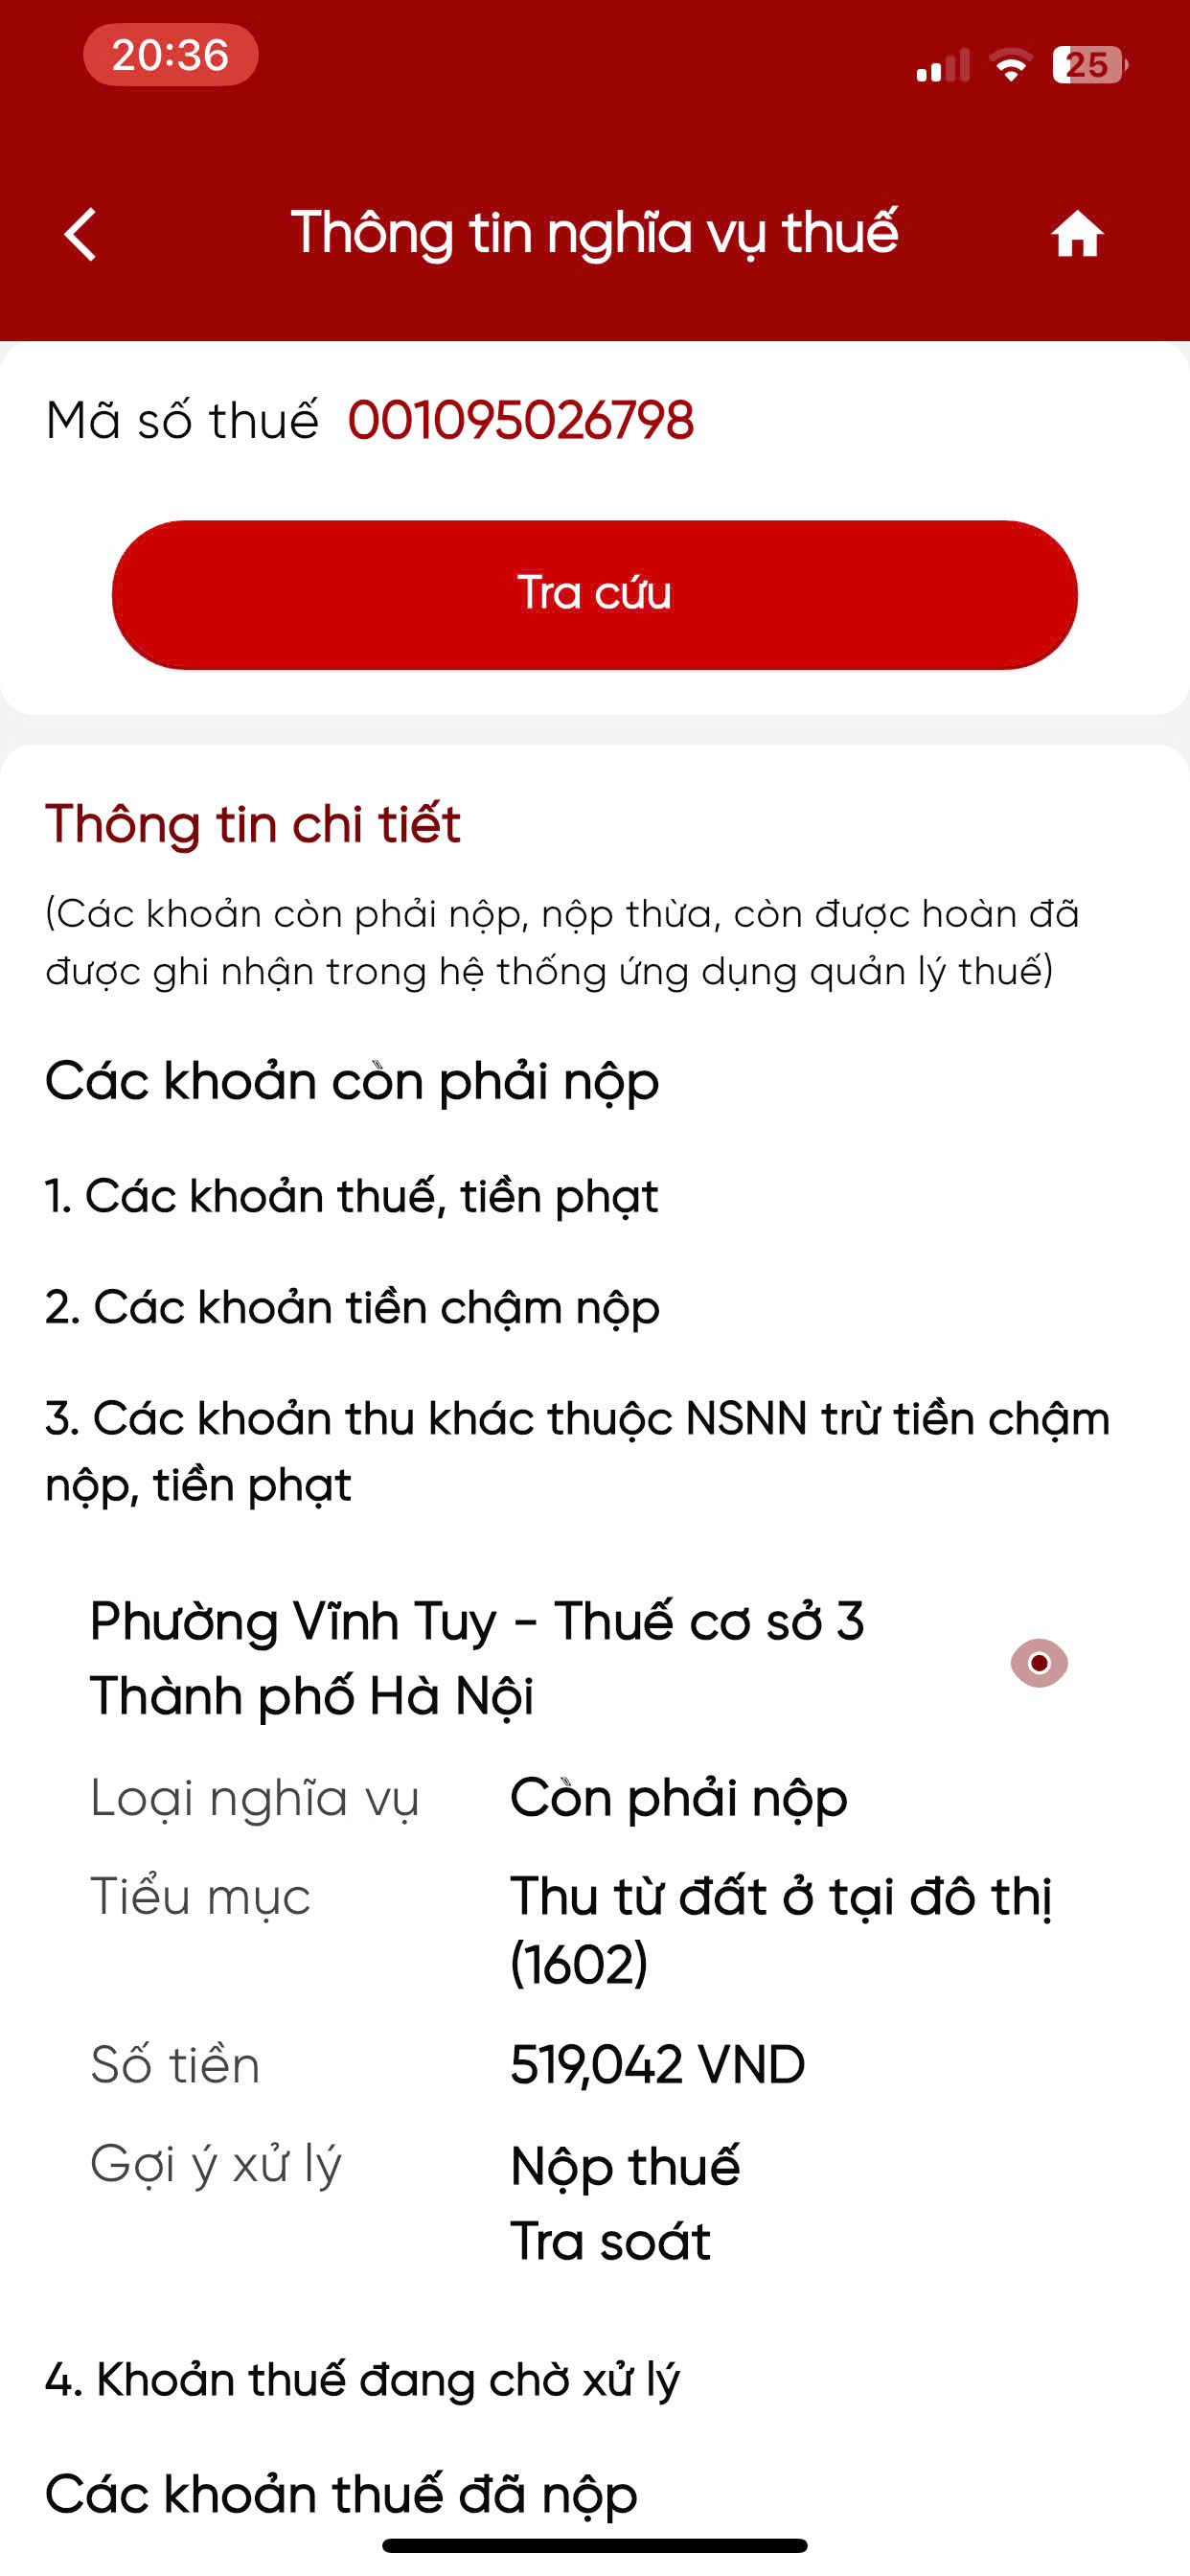 20:36
25
Thông tin nghĩa vụ thuế
Mã số thuế 001095026798
Tra cứu
Thông tin chi tiết
(Các khoản còn phải nộp, nộp thừa, còn được hoàn đã
được ghi nhận trong hệ thống ứng dụng quản lý thuế)
Các khoản còn phải nộp
1. Các khoản thuế, tiền phạt
2. Các khoản tiền chậm nộp
3. Các khoản thu khác thuộc NSNN trừ tiền chậm
nộp, tiền phạt
Phường Vĩnh Tuy - Thuế cơ sở 3
Thành phố Hà Nội
Loại nghĩa vụ Còn phải nộp
Tiểu mục Thu từ đất ở tại đô thị
(1602)
Số tiền 519,042 VND
Gợi ý xử lý Nộp thuế
Tra soát
4. Khoản thuế đang chờ xử lý
Các khoản thuế đã nộp